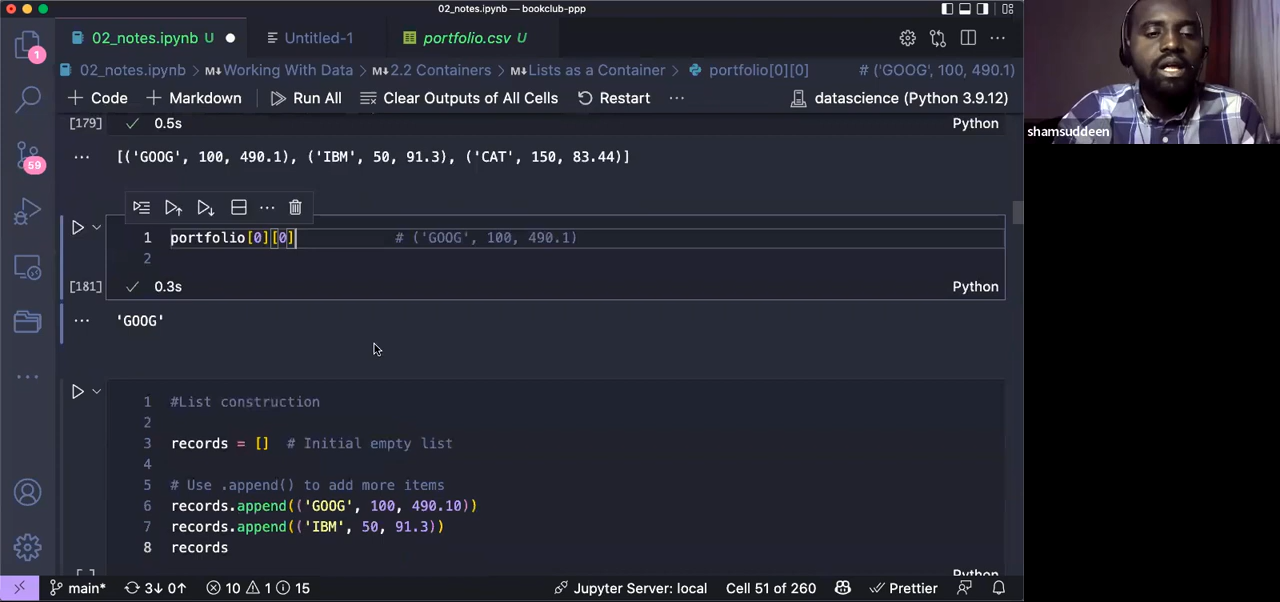 02_notes.ipynb — bookclub-ppp
02_notes.ipynb U
Untitled-1
portfolio.csv U
02_notes.ipynb > M↓Working With Data > M↓2.2 Containers > M↓Lists as a Container > portfolio[0][0] # ('GOOG', 100, 490.1)
+ Code + Markdown Run All Clear Outputs of All Cells Restart ··· datascience (Python 3.9.12)
1
59
shamsuddeen
[179] 0.5s Python
··· [('GOOG', 100, 490.1), ('IBM', 50, 91.3), ('CAT', 150, 83.44)]
1 portfolio[0][0] # ('GOOG', 100, 490.1)
2
[181] 0.3s Python
··· 'GOOG'
1 #List construction
2
3 records = [] # Initial empty list
4
5 # Use .append() to add more items
6 records.append(('GOOG', 100, 490.10))
7 records.append(('IBM', 50, 91.3))
8 records
Python
main* 3↓ 0↑ 10 1 15 Jupyter Server: local Cell 51 of 260 Prettier